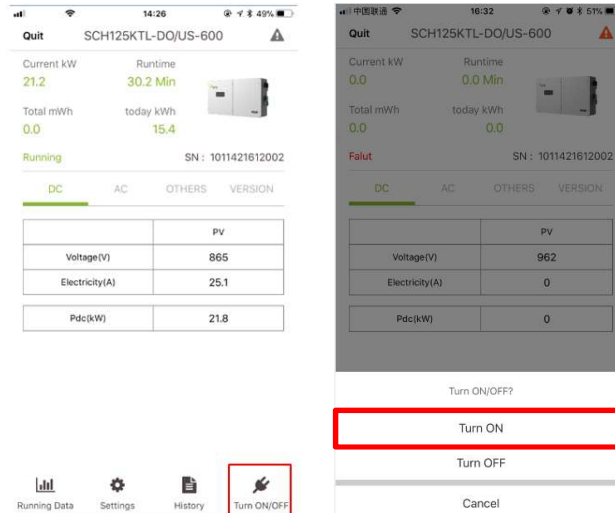 14:26
49%
Quit SCH125KTL-DO/US-600
Current kW Runtime
21.2 30.2 Min
Total mWh today kWh
0.0 15.4
Running SN : 1011421612002
DC AC OTHERS VERSION
PV
Voltage(V) 865
Electricity(A) 25.1
Pdc(kW) 21.8
Running Data Settings History Turn ON/OFF
中国联通 16:32 51%
Quit SCH125KTL-DO/US-600
Current kW Runtime
0.0 0.0 Min
Total mWh today kWh
0.0 0.0
Falut SN : 1011421612002
DC AC OTHERS VERSION
PV
Voltage(V) 962
Electricity(A) 0
Pdc(kW) 0
Turn ON/OFF?
Turn ON
Turn OFF
Cancel